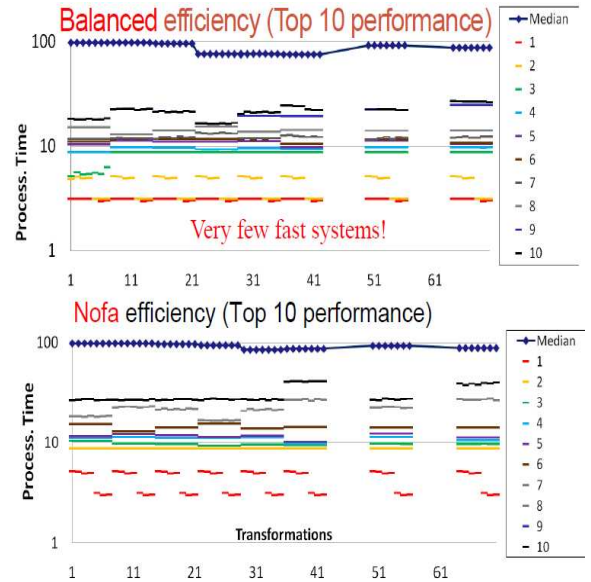 Balanced efficiency (Top 10 performance)
Process. Time
100
10
1
Very few fast systems!
1 11 21 31 41 51 61
Median
1
2
3
4
5
6
7
8
9
10
Nofa efficiency (Top 10 performance)
Process. Time
100
10
1
Transformations
1 11 21 31 41 51 61
Median
1
2
3
4
5
6
7
8
9
10